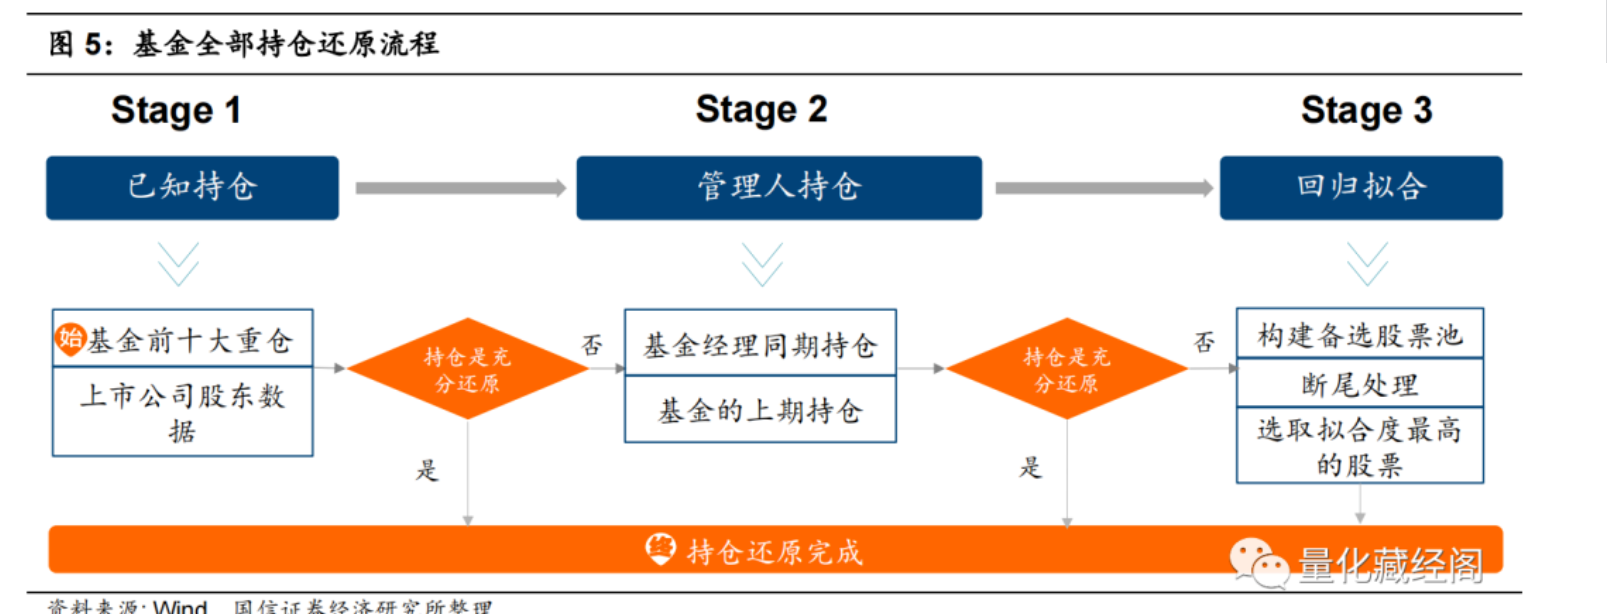 图 5：基金全部持仓还原流程
Stage 1
Stage 2
Stage 3
已知持仓
管理人持仓
回归拟合
始
基金前十大重仓
上市公司股东数
据
持仓是充
分还原
否
是
基金经理同期持仓
基金的上期持仓
持仓是充
分还原
否
是
构建备选股票池
断尾处理
选取拟合度最高
的股票
终 持仓还原完成
量化藏经阁
资料来源: Wind、国信证券经济研究所整理